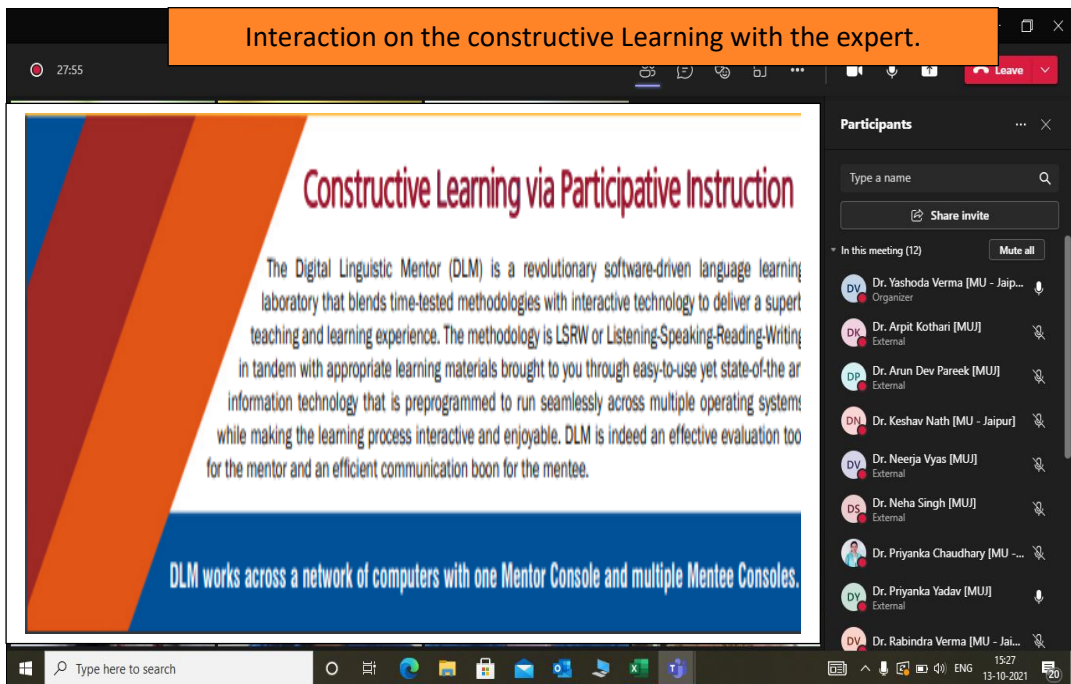 Interaction on the constructive Learning with the expert.
27:55
Leave
Constructive Learning via Participative Instruction
The Digital Linguistic Mentor (DLM) is a revolutionary software-driven language learning
laboratory that blends time-tested methodologies with interactive technology to deliver a superb
teaching and learning experience. The methodology is LSRW or Listening-Speaking-Reading-Writing
in tandem with appropriate learning materials brought to you through easy-to-use yet state-of-the ar
information technology that is preprogrammed to run seamlessly across multiple operating systems
while making the learning process interactive and enjoyable. DLM is indeed an effective evaluation too
for the mentor and an efficient communication boon for the mentee.
DLM works across a network of computers with one Mentor Console and multiple Mentee Consoles.
Participants
Type a name
Share invite
In this meeting (12) Mute all
DV Dr. Yashoda Verma [MU - Jaip...
Organizer
DK Dr. Arpit Kothari [MUJ]
External
DP Dr. Arun Dev Pareek [MUJ]
External
DN Dr. Keshav Nath [MU - Jaipur]
DV Dr. Neerja Vyas [MUJ]
External
DS Dr. Neha Singh [MUJ]
External
Dr. Priyanka Chaudhary [MU -...
DY Dr. Priyanka Yadav [MUJ]
External
DV Dr. Rabindra Verma [MU - Jai...
Type here to search
ENG
15:27
13-10-2021
20